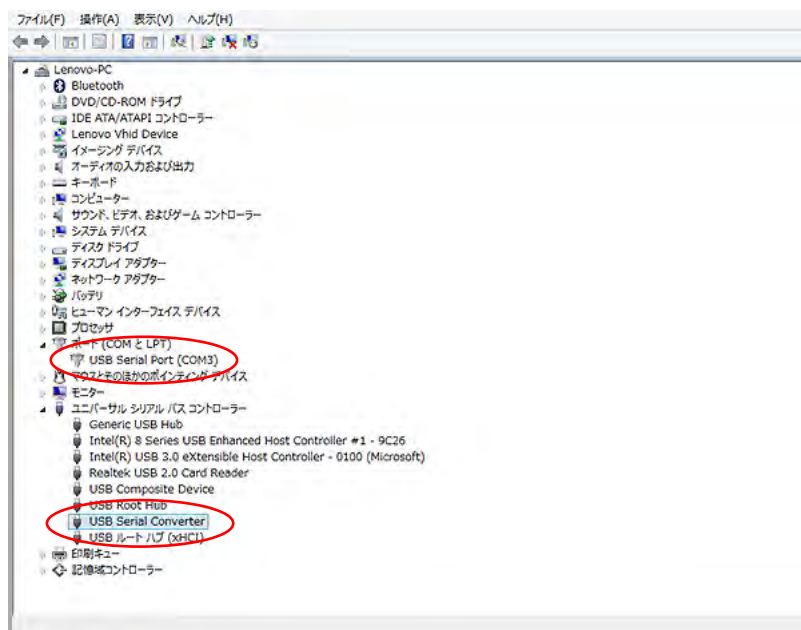 ファイル(F) 操作(A) 表示(V) ヘルプ(H)
Lenovo-PC
Bluetooth
DVD/CD-ROM ドライブ
IDE ATA/ATAPI コントローラー
Lenovo Vhid Device
イメージング デバイス
オーディオの入力および出力
キーボード
コンピューター
サウンド、ビデオ、およびゲーム コントローラー
システム デバイス
ディスク ドライブ
ディスプレイ アダプター
ネットワーク アダプター
バッテリ
ヒューマン インターフェイス デバイス
プロセッサ
ポート (COM と LPT)
USB Serial Port (COM3)
マウスとそのほかのポインティング デバイス
モニター
ユニバーサル シリアル バス コントローラー
Generic USB Hub
Intel(R) 8 Series USB Enhanced Host Controller #1 - 9C26
Intel(R) USB 3.0 eXtensible Host Controller - 0100 (Microsoft)
Realtek USB 2.0 Card Reader
USB Composite Device
USB Root Hub
USB Serial Converter
USB ルート ハブ (xHCI)
印刷キュー
記憶域コントローラー